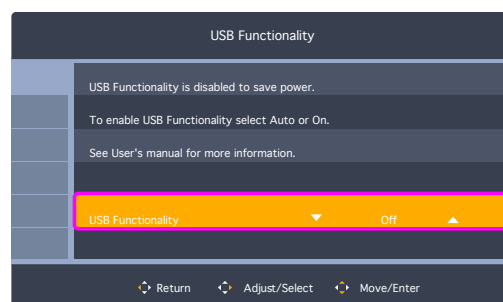 USB Functionality
USB Functionality is disabled to save power.
To enable USB Functionality select Auto or On.
See User's manual for more information.
USB Functionality Off
Return Adjust/Select Move/Enter